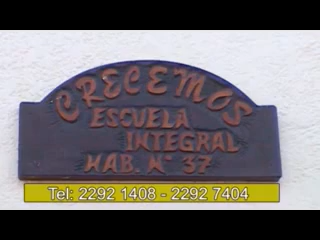 CRECEMOS
ESCUELA
INTEGRAL
HAB. N° 37
Tel: 2292 1408 - 2292 7404